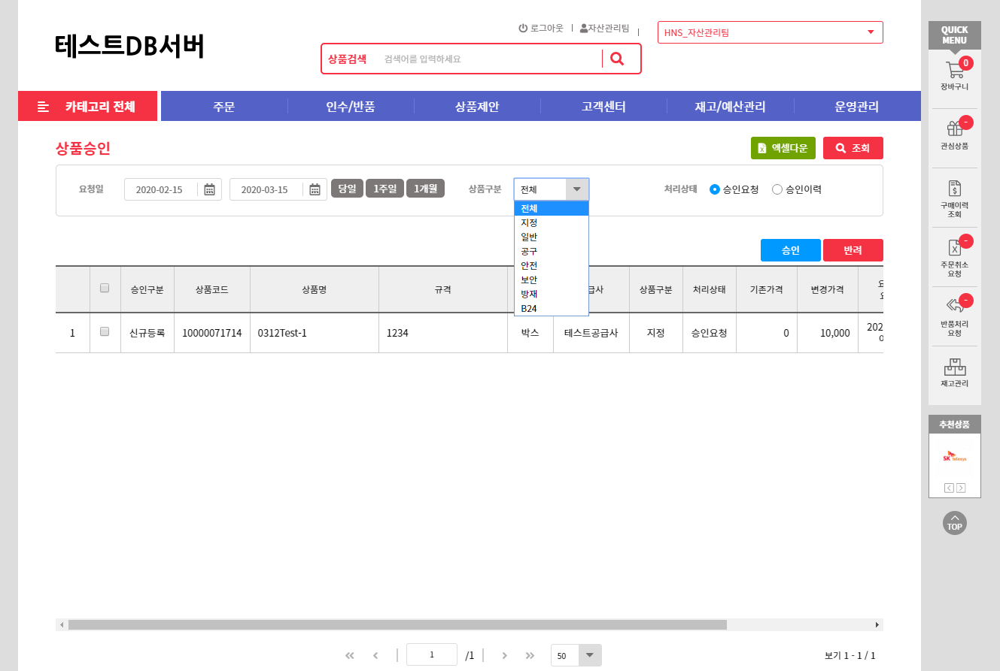 테스트DB서버
로그아웃
자산관리팀
HNS_자산관리팀
상품검색 검색어를 입력하세요
카테고리 전체 주문 인수/반품 상품제안 고객센터 재고/예산관리 운영관리
상품승인
엑셀다운 조회
요청일 2020-02-15 2020-03-15 당일 1주일 1개월 상품구분 전체 처리상태 승인요청 승인이력
전체
지정
일반
공구
안전
보안
방재
B24
승인 반려
승인구분 상품코드 상품명 규격 급사 상품구분 처리상태 기존가격 변경가격
1 신규등록 10000071714 0312Test-1 1234 박스 테스트공급사 지정 승인요청 0 10,000 202
1 /1 50 보기 1 - 1 / 1
QUICK
MENU
0
장바구니
-
관심상품
구매이력
조회
-
주문취소
요청
-
반품처리
요청
재고관리
추천상품
SK telesys
TOP